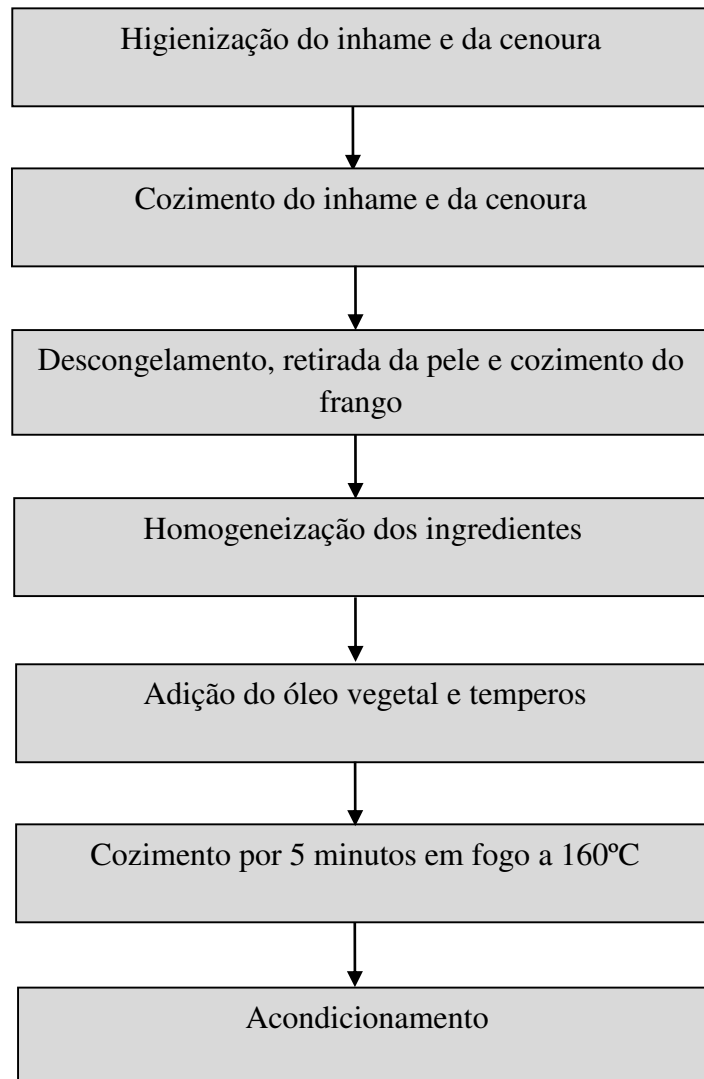 Higienização do inhame e da cenoura
Cozimento do inhame e da cenoura
Descongelamento, retirada da pele e cozimento do
frango
Homogeneização dos ingredientes
Adição do óleo vegetal e temperos
Cozimento por 5 minutos em fogo a 160ºC
Acondicionamento